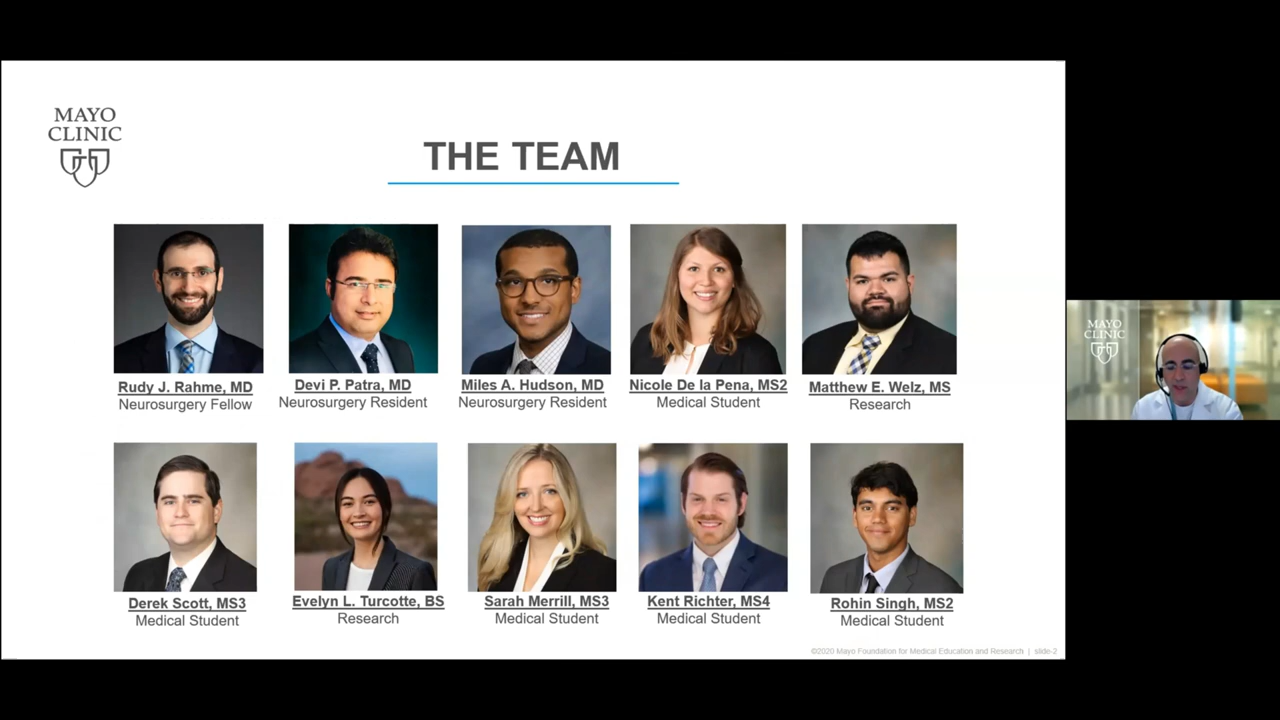 MAYO
CLINIC
THE TEAM
Rudy J. Rahme, MD
Neurosurgery Fellow
Devi P. Patra, MD
Neurosurgery Resident
Miles A. Hudson, MD
Neurosurgery Resident
Nicole De la Pena, MS2
Medical Student
Matthew E. Welz, MS
Research
MAYO
CLINIC
Derek Scott, MS3
Medical Student
Evelyn L. Turcotte, BS
Research
Sarah Merrill, MS3
Medical Student
Kent Richter, MS4
Medical Student
Rohin Singh, MS2
Medical Student
©2020 Mayo Foundation for Medical Education and Research | slide-2